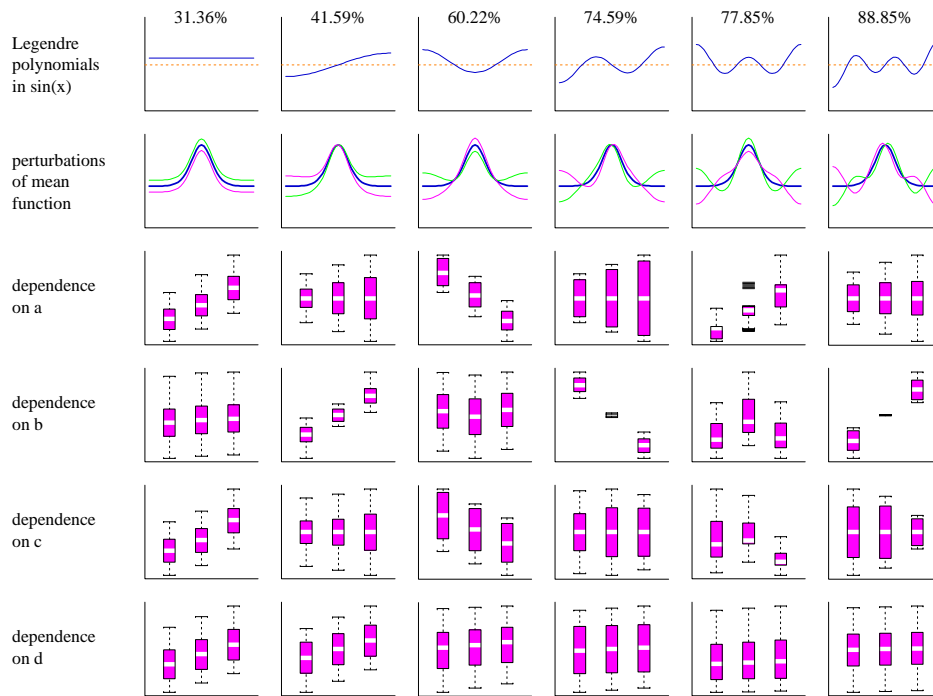 31.36% 41.59% 60.22% 74.59% 77.85% 88.85%
Legendre
polynomials
in sin(x)
perturbations
of mean
function
dependence
on a
dependence
on b
dependence
on c
dependence
on d